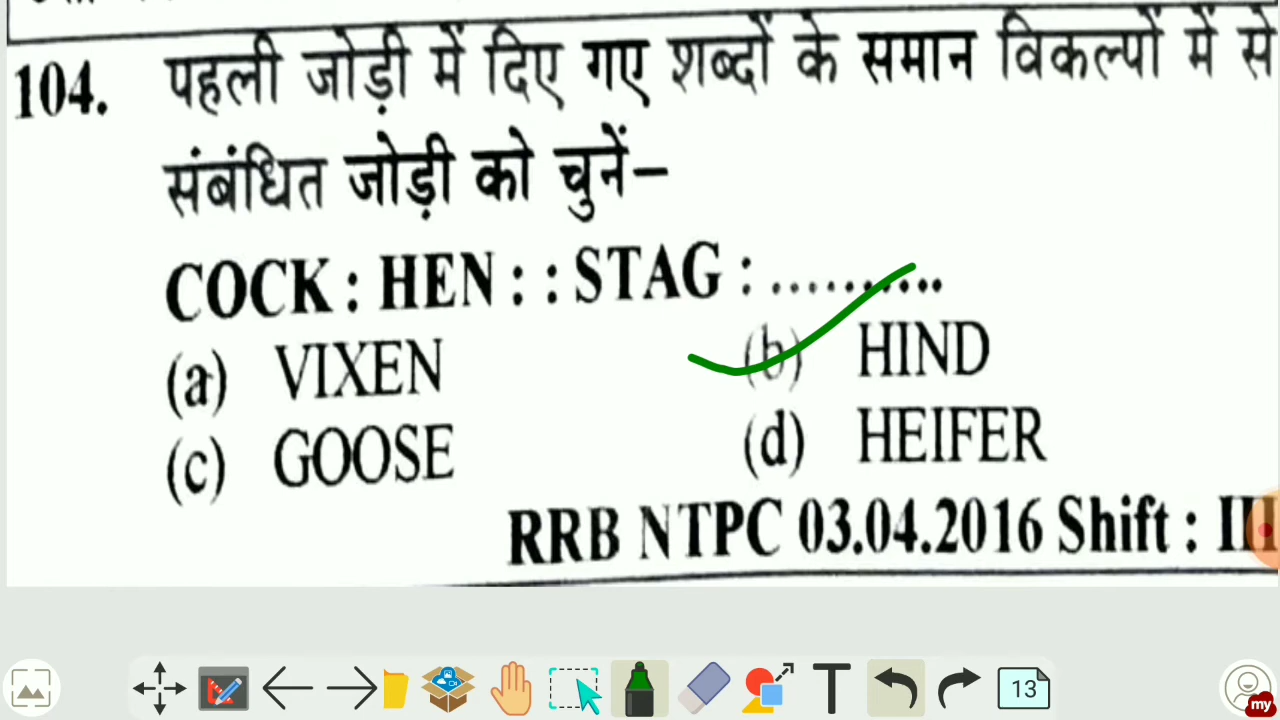 104. पहली जोड़ी में दिए गए शब्दों के समान विकल्पों में से
संबंधित जोड़ी को चुनें–
COCK : HEN : : STAG : ..........
(a) VIXEN (b) HIND
(c) GOOSE (d) HEIFER
RRB NTPC 03.04.2016 Shift : III
T 13 my